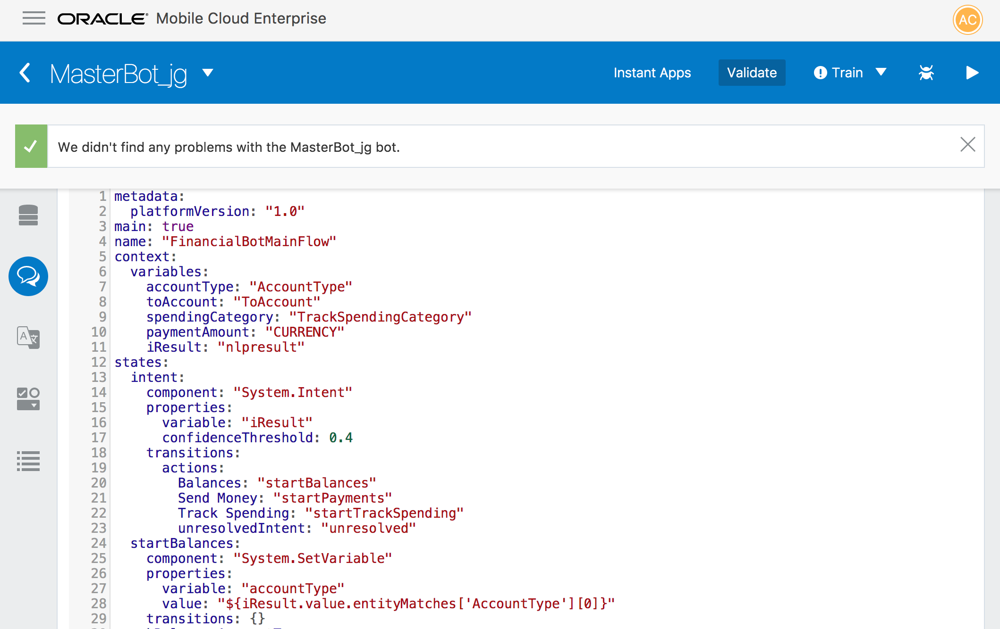 ORACLE® Mobile Cloud Enterprise
AC
MasterBot_jg
Instant Apps
Validate
Train
We didn't find any problems with the MasterBot_jg bot.
1 metadata:
2   platformVersion: "1.0"
3 main: true
4 name: "FinancialBotMainFlow"
5 context:
6   variables:
7     accountType: "AccountType"
8     toAccount: "ToAccount"
9     spendingCategory: "TrackSpendingCategory"
10     paymentAmount: "CURRENCY"
11     iResult: "nlpresult"
12 states:
13   intent:
14     component: "System.Intent"
15     properties:
16       variable: "iResult"
17       confidenceThreshold: 0.4
18     transitions:
19       actions:
20         Balances: "startBalances"
21         Send Money: "startPayments"
22         Track Spending: "startTrackSpending"
23         unresolvedIntent: "unresolved"
24   startBalances:
25     component: "System.SetVariable"
26     properties:
27       variable: "accountType"
28       value: "${iResult.value.entityMatches['AccountType'][0]}"
29     transitions: {}